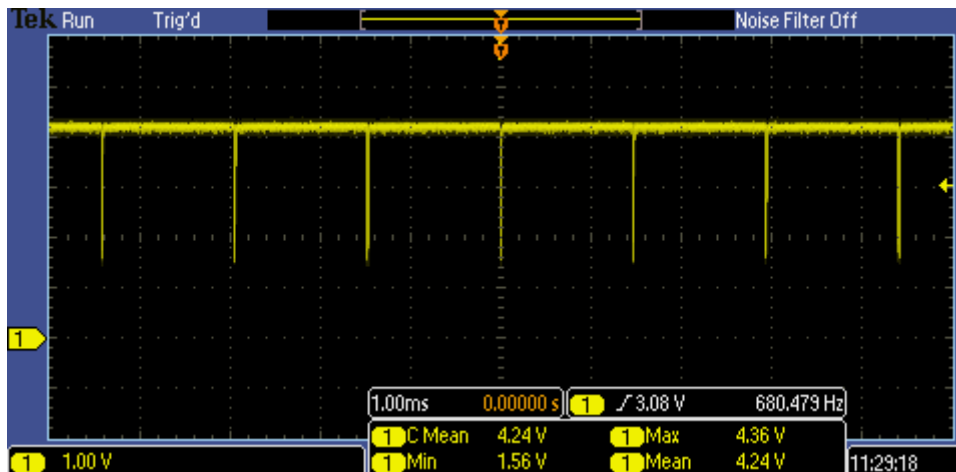 Tek Run Trig'd Noise Filter Off
T
T
1
1.00ms 0.00000 s 1 3.08 V 680.479 Hz
1 C Mean 4.24 V 1 Max 4.36 V
1 1.00 V 1 Min 1.56 V 1 Mean 4.24 V 11:29:18